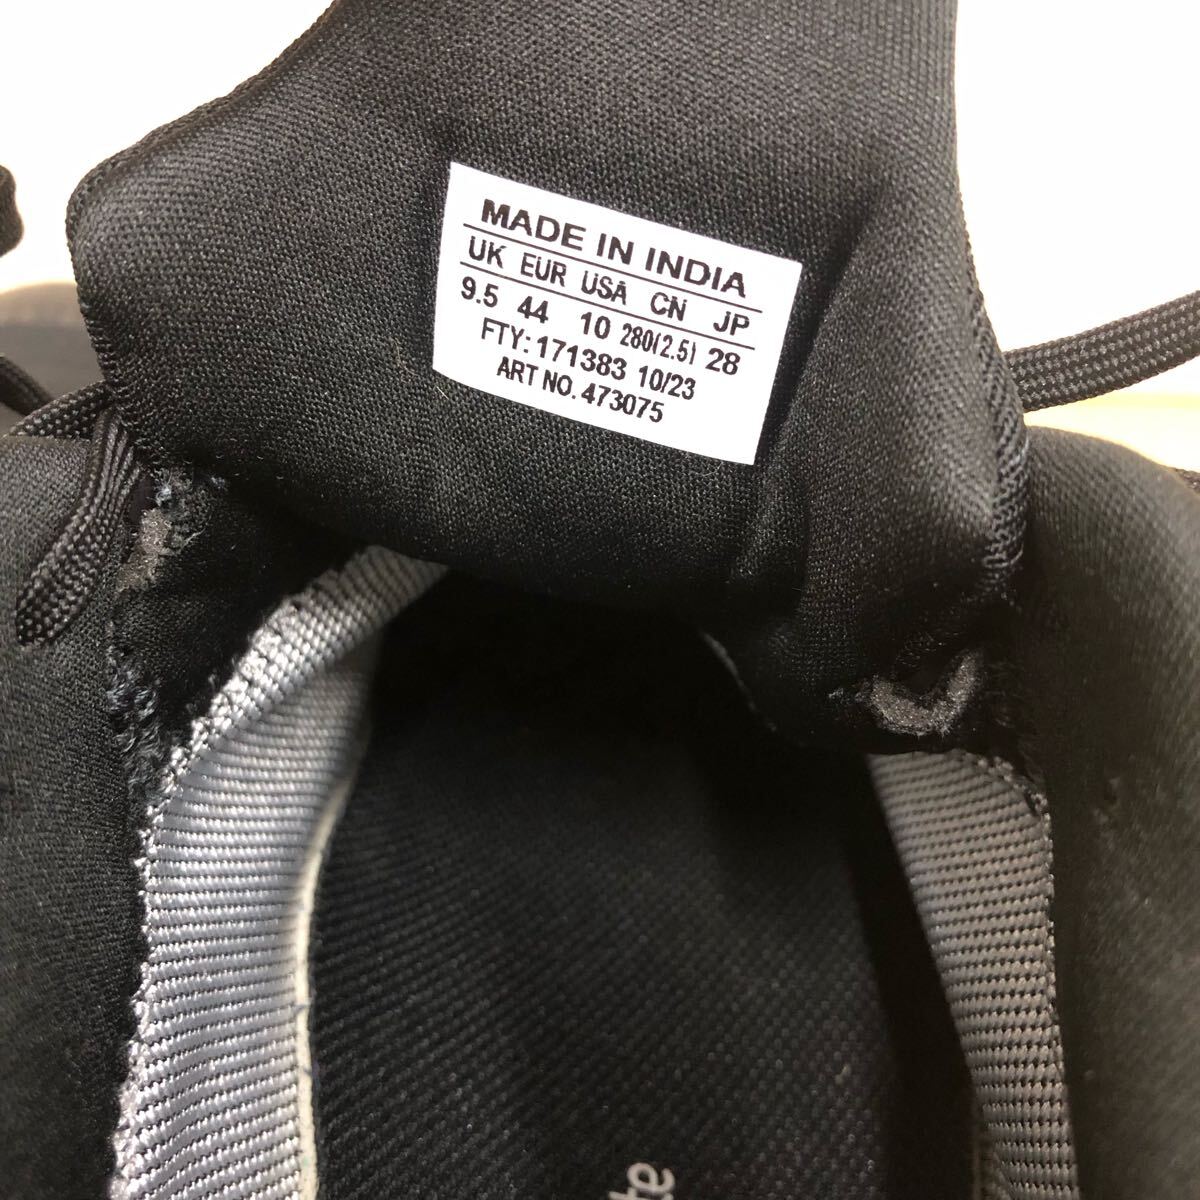 MADE IN INDIA
UK EUR USA CN JP
9.5 44 10 280(2.5) 28
FTY: 171383 10/23
ART NO. 473075
te